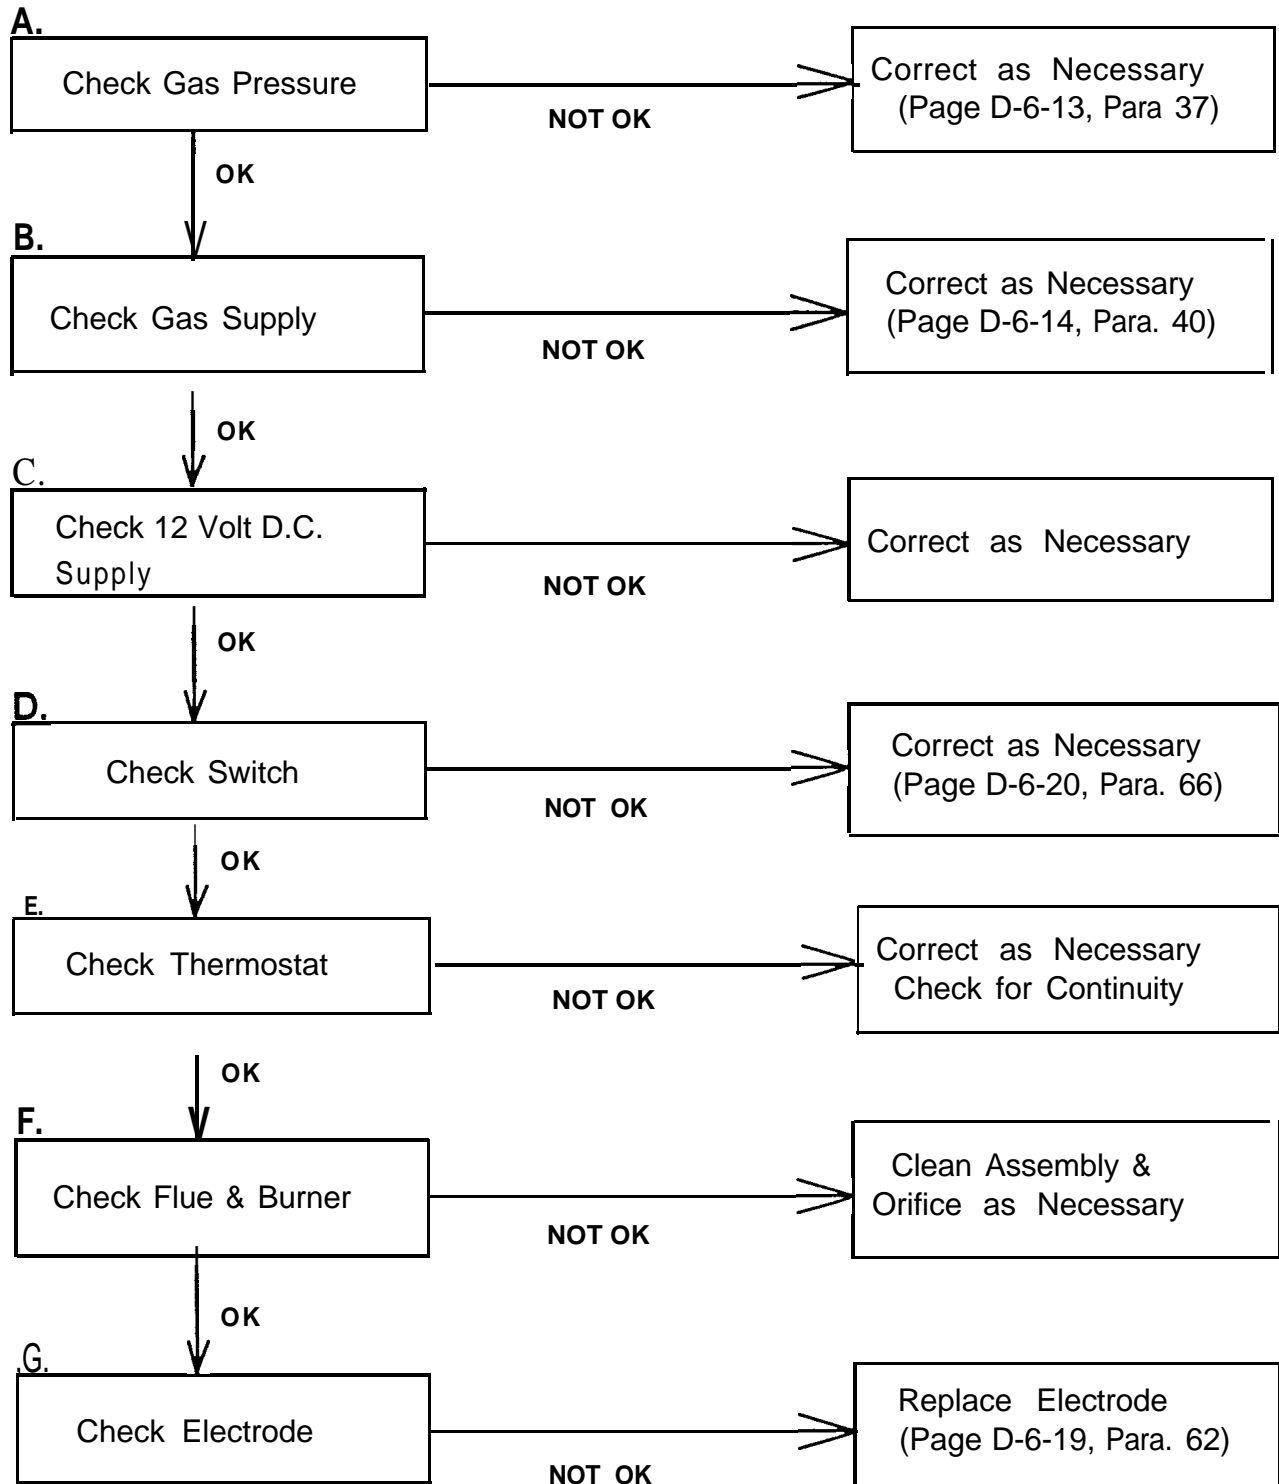 A.
Check Gas Pressure
NOT OK
Correct as Necessary
(Page D-6-13, Para 37)
OK
B.
Check Gas Supply
NOT OK
Correct as Necessary
(Page D-6-14, Para. 40)
OK
C.
Check 12 Volt D.C.
Supply
NOT OK
Correct as Necessary
OK
D.
Check Switch
NOT OK
Correct as Necessary
(Page D-6-20, Para. 66)
OK
E.
Check Thermostat
NOT OK
Correct as Necessary
Check for Continuity
OK
F.
Check Flue & Burner
NOT OK
Clean Assembly &
Orifice as Necessary
OK
.G.
Check Electrode
NOT OK
Replace Electrode
(Page D-6-19, Para. 62)